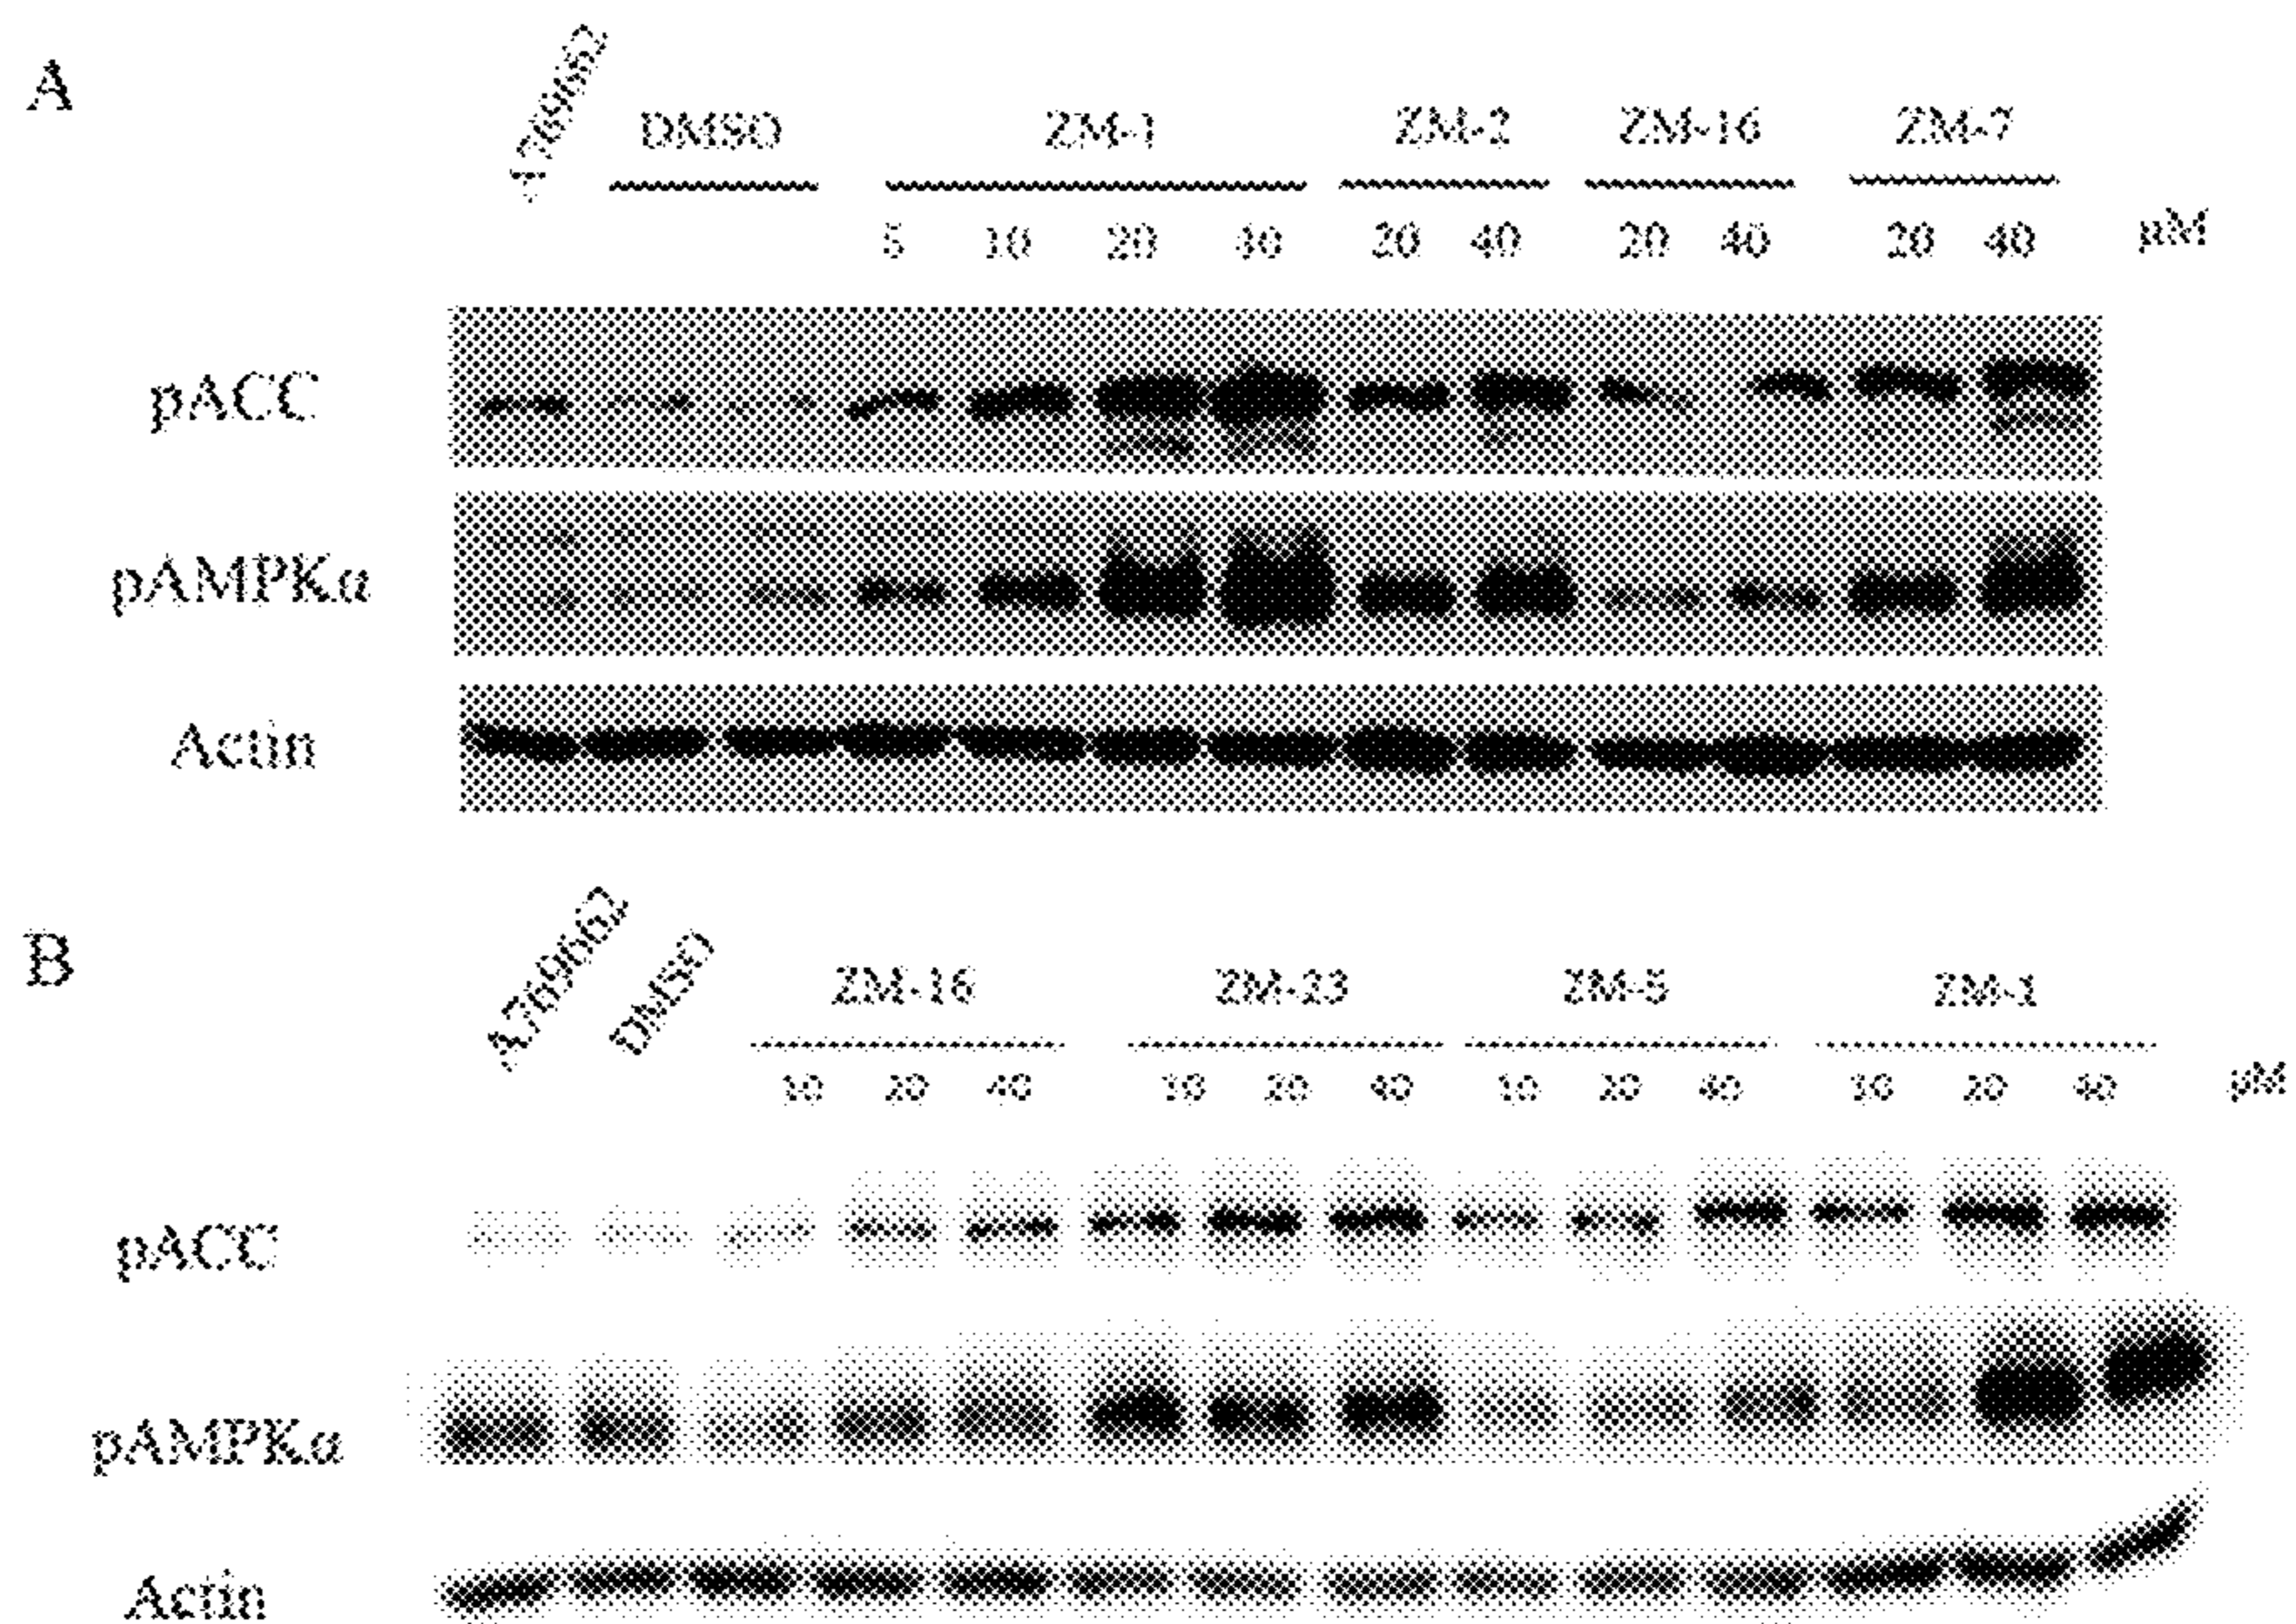 A
A769662 DMSO ZM-1 ZM-2 ZM-16 ZM-7
5 10 20 40 20 40 20 40 20 40 µM
pACC
pAMPKα
Actin
B
A769662 DMSO ZM-16 ZM-23 ZM-5 ZM-1
10 20 40 10 20 40 10 20 40 10 20 40 µM
pACC
pAMPKα
Actin